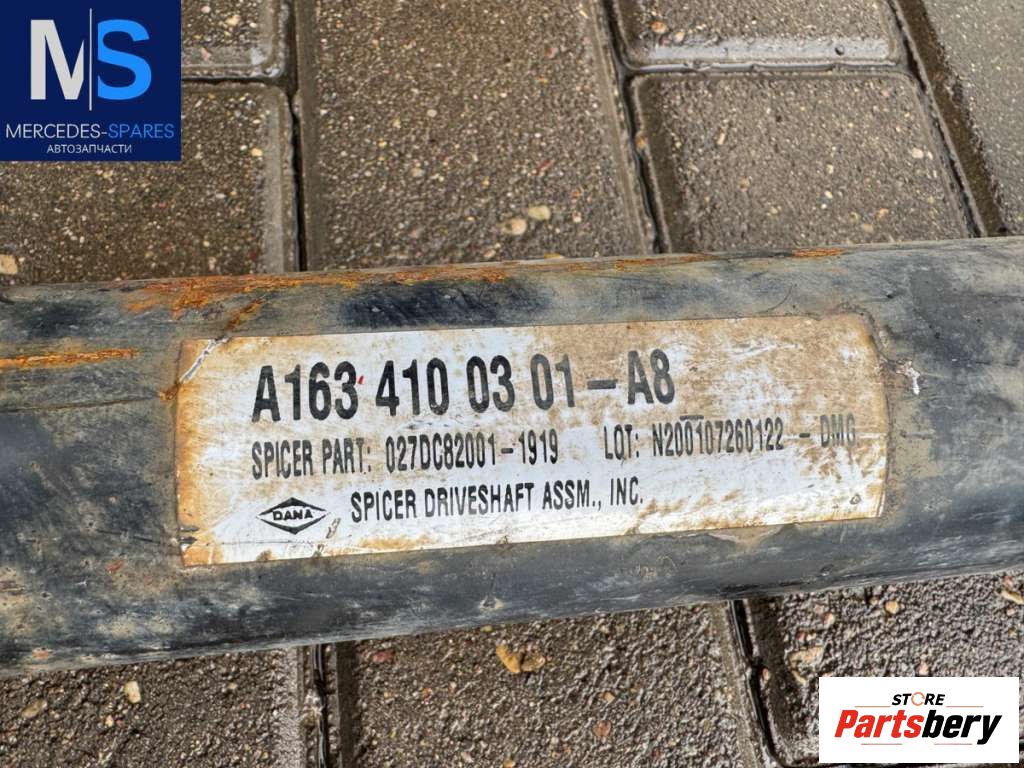 MS
MERCEDES-SPARES
АВТОЗАПЧАСТИ
A163 410 03 01-A8
SPICER PART: 027DC82001-1919 LOT: N200107260122 -DMG
DANA
SPICER DRIVESHAFT ASSM., INC.
STORE
Partsbery